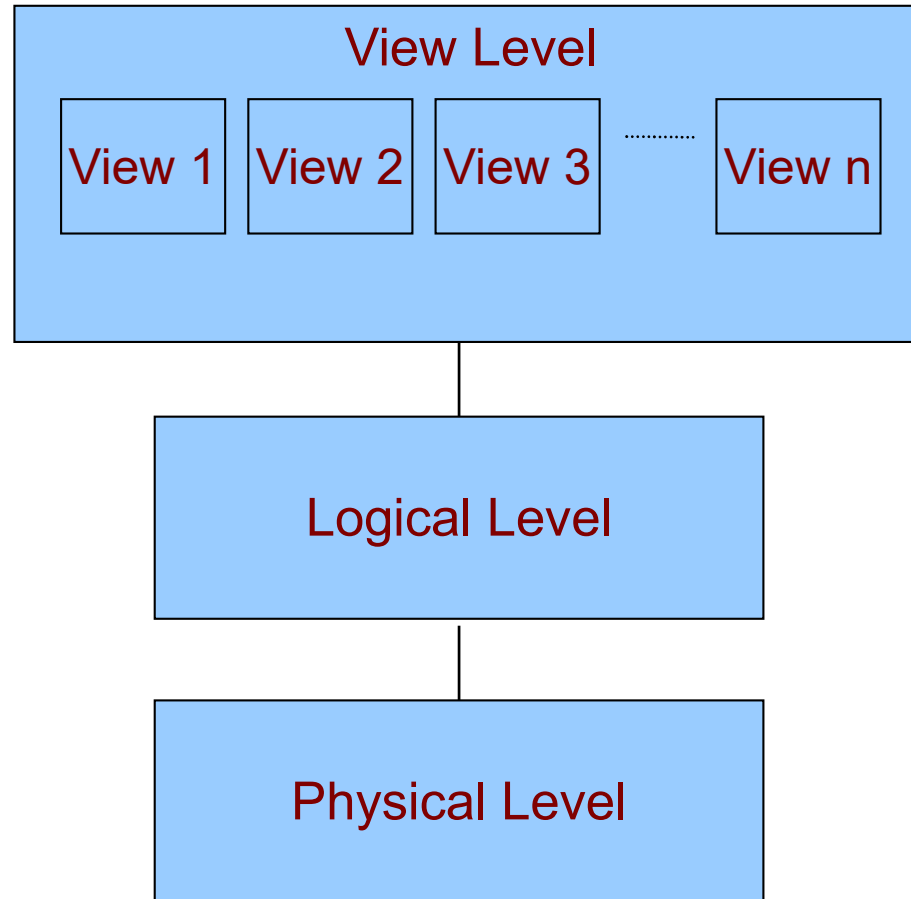 View Level
View 1 View 2 View 3 ............ View n
Logical Level
Physical Level